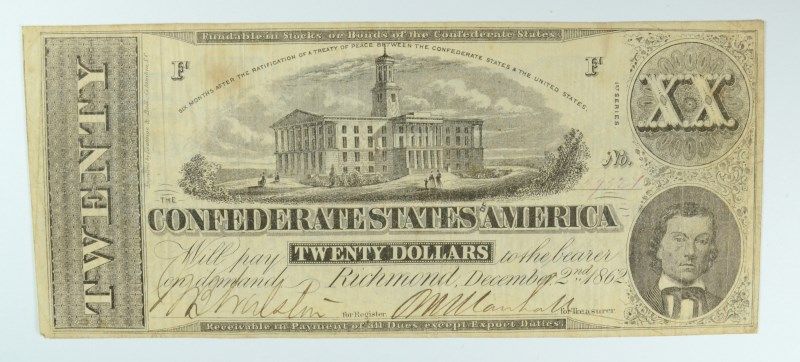 Fundable in Stocks or Bonds of the Confederate States
SIX MONTHS AFTER THE RATIFICATION OF A TREATY OF PEACE BETWEEN THE CONFEDERATE STATES & THE UNITED STATES.
F F
1ST SERIES
XX
TWENTY
No.
THE
CONFEDERATE STATES OF AMERICA
Will pay TWENTY DOLLARS to the bearer
on demand Richmond, December 2nd 1862
for Register for Treasurer
Receivable in Payment of all Dues except Export Duties.